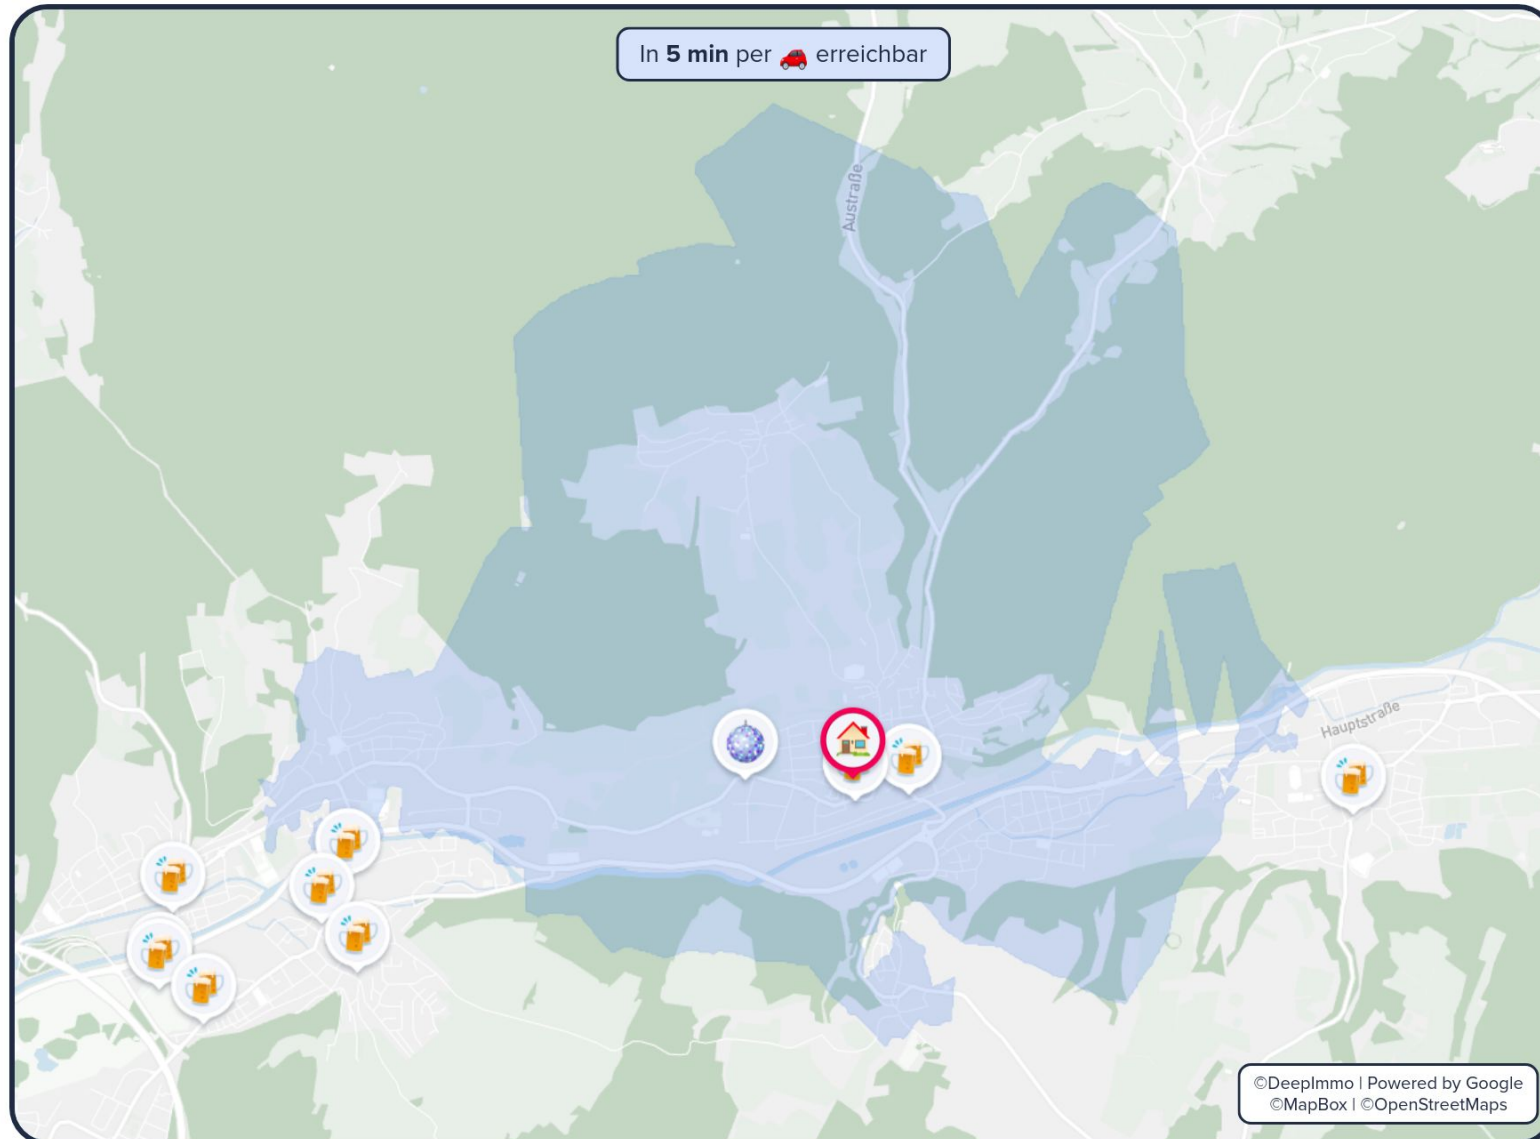 In 5 min per 🚗 erreichbar
Austraße
Hauptstraße
©DeepImmo | Powered by Google
©MapBox | ©OpenStreetMaps